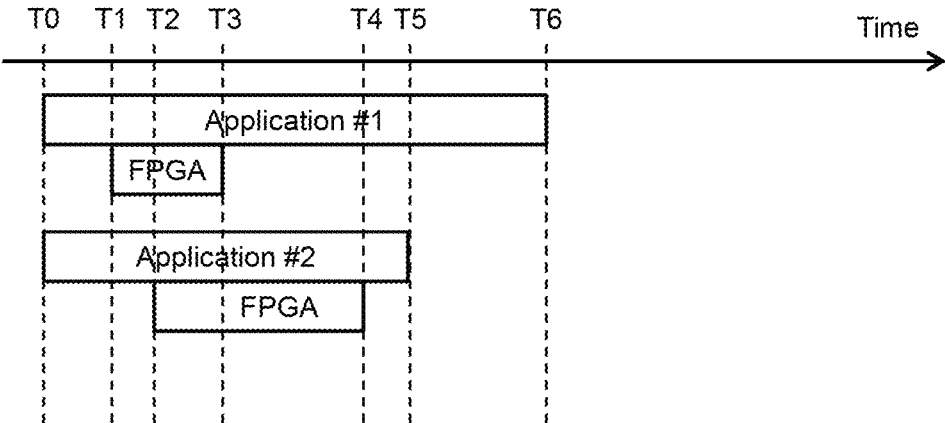 T0 T1 T2 T3 T4 T5 T6 Time
Application #1
FPGA
Application #2
FPGA